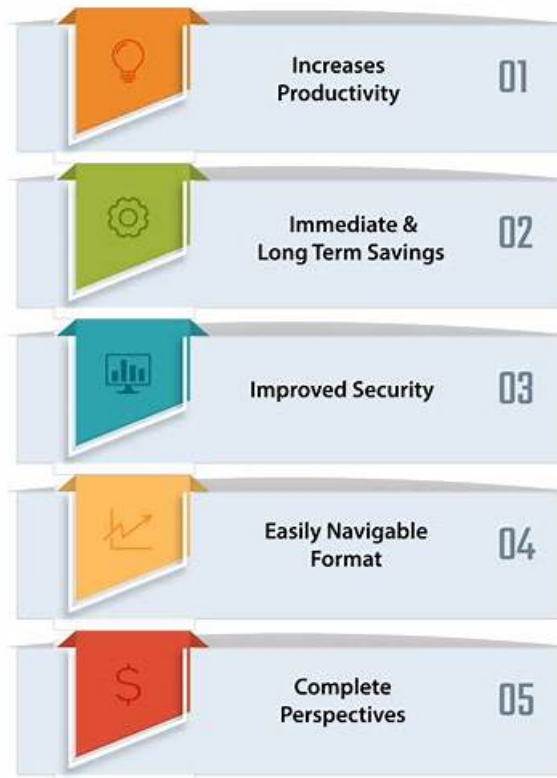 Increases
Productivity
01
Immediate &
Long Term Savings
02
Improved Security
03
Easily Navigable
Format
04
Complete
Perspectives
05